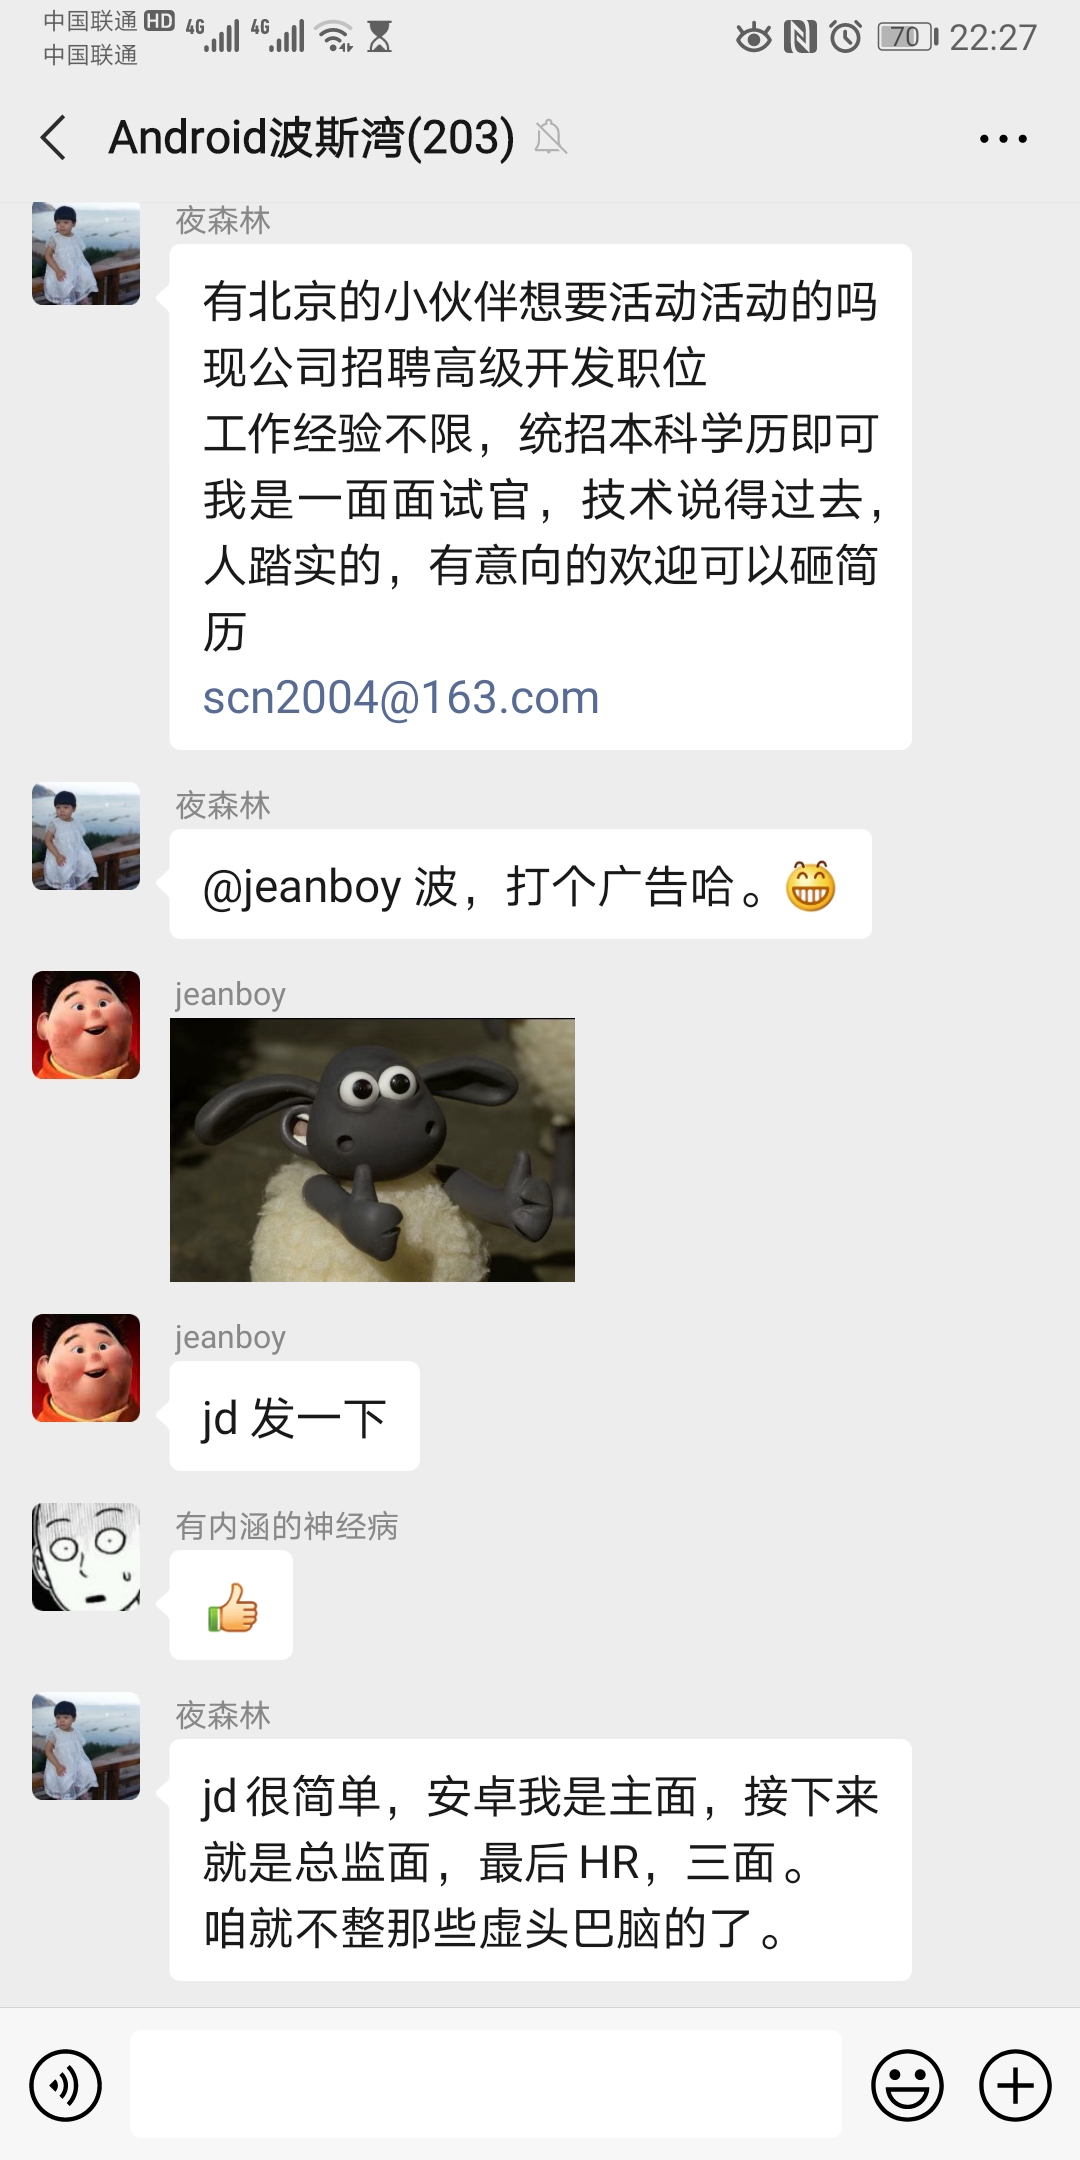 中国联通 HD 4G 4G 70 22:27
中国联通
Android波斯湾(203)
夜森林
有北京的小伙伴想要活动活动的吗
现公司招聘高级开发职位
工作经验不限，统招本科学历即可
我是一面面试官，技术说得过去，
人踏实的，有意向的欢迎可以砸简
历
scn2004@163.com
夜森林
@jeanboy 波，打个广告哈。
jeanboy
jeanboy
jd 发一下
有内涵的神经病
夜森林
jd很简单，安卓我是主面，接下来
就是总监面，最后HR，三面。
咱就不整那些虚头巴脑的了。